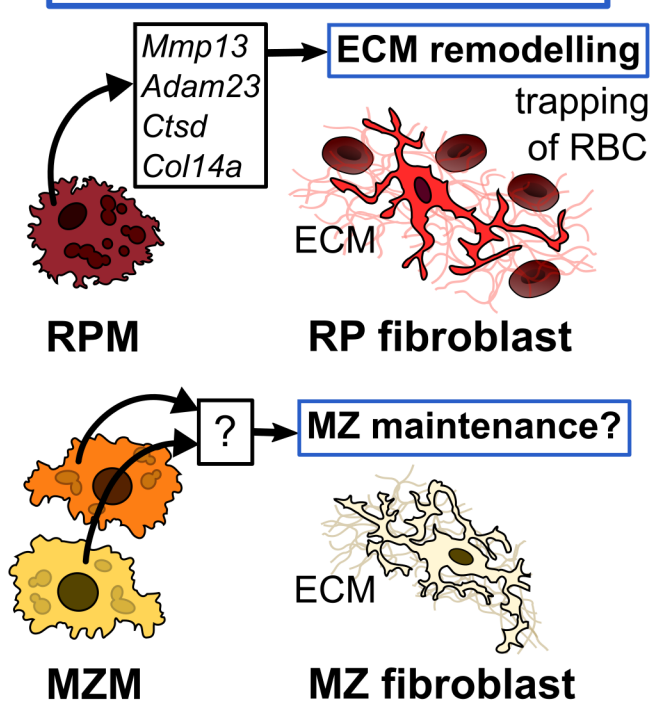 Mmp13
Adam23
Ctsd
Col14a
ECM remodelling
trapping
of RBC
ECM
RPM
RP fibroblast
?
MZ maintenance?
ECM
MZM
MZ fibroblast